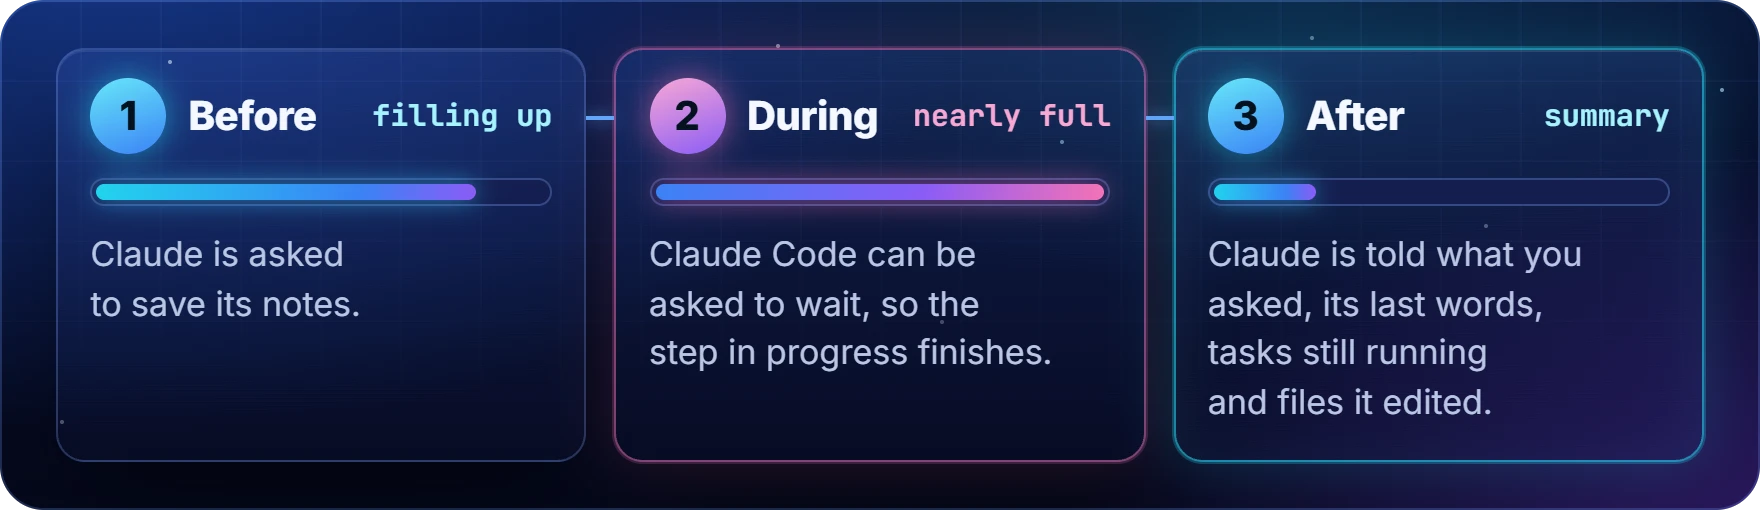 1 Before filling up
Claude is asked
to save its notes.
2 During nearly full
Claude Code can be
asked to wait, so the
step in progress finishes.
3 After summary
Claude is told what you
asked, its last words,
tasks still running
and files it edited.